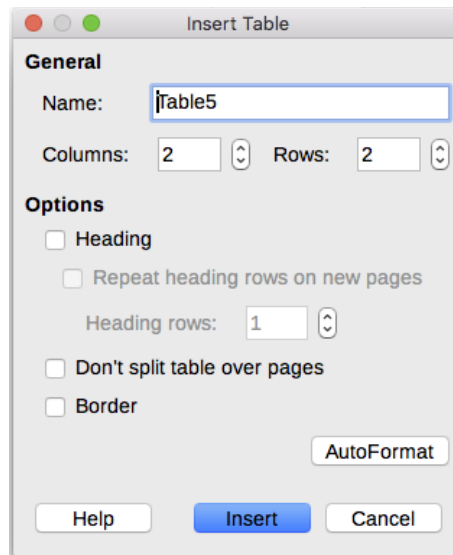 Insert Table
General
Name: Table5
Columns: 2 Rows: 2
Options
Heading
Repeat heading rows on new pages
Heading rows: 1
Don't split table over pages
Border
AutoFormat
Help Insert Cancel